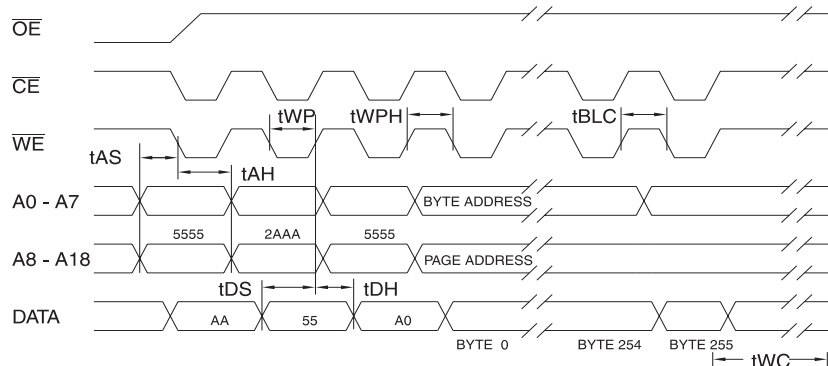 OE
CE
tWP tWPH tBLC
WE
tAS
tAH
A0 - A7 BYTE ADDRESS
5555 2AAA 5555
A8 - A18 PAGE ADDRESS
tDS tDH
DATA AA 55 A0
BYTE 0 BYTE 254 BYTE 255
tWC